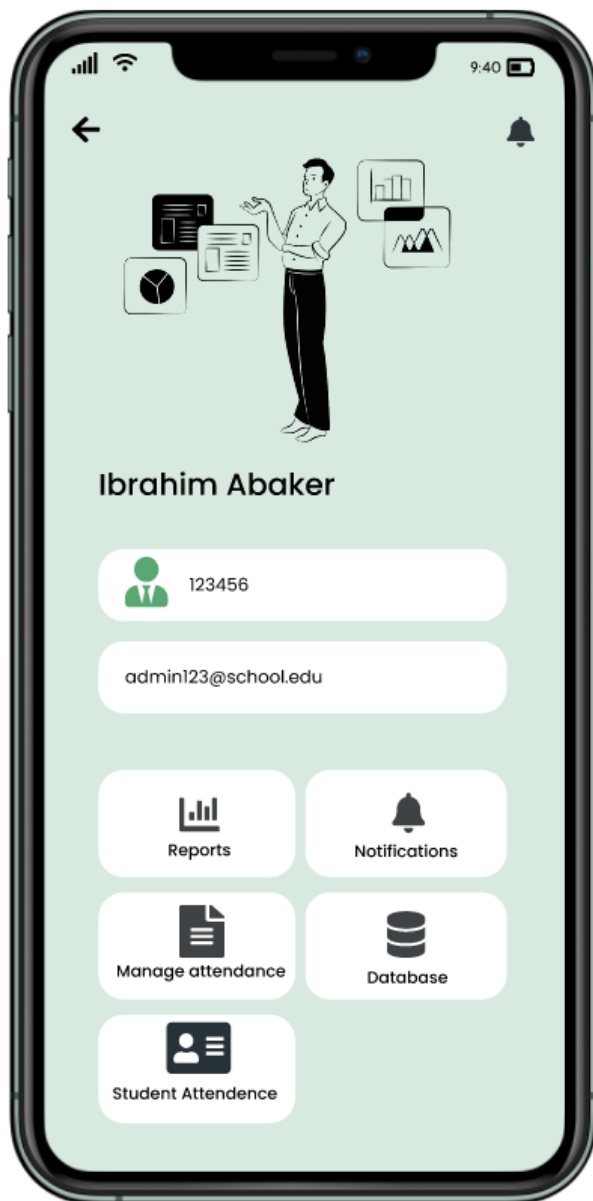 9:40
Ibrahim Abaker
123456
admin123@school.edu
Reports
Notifications
Manage attendance
Database
Student Attendence